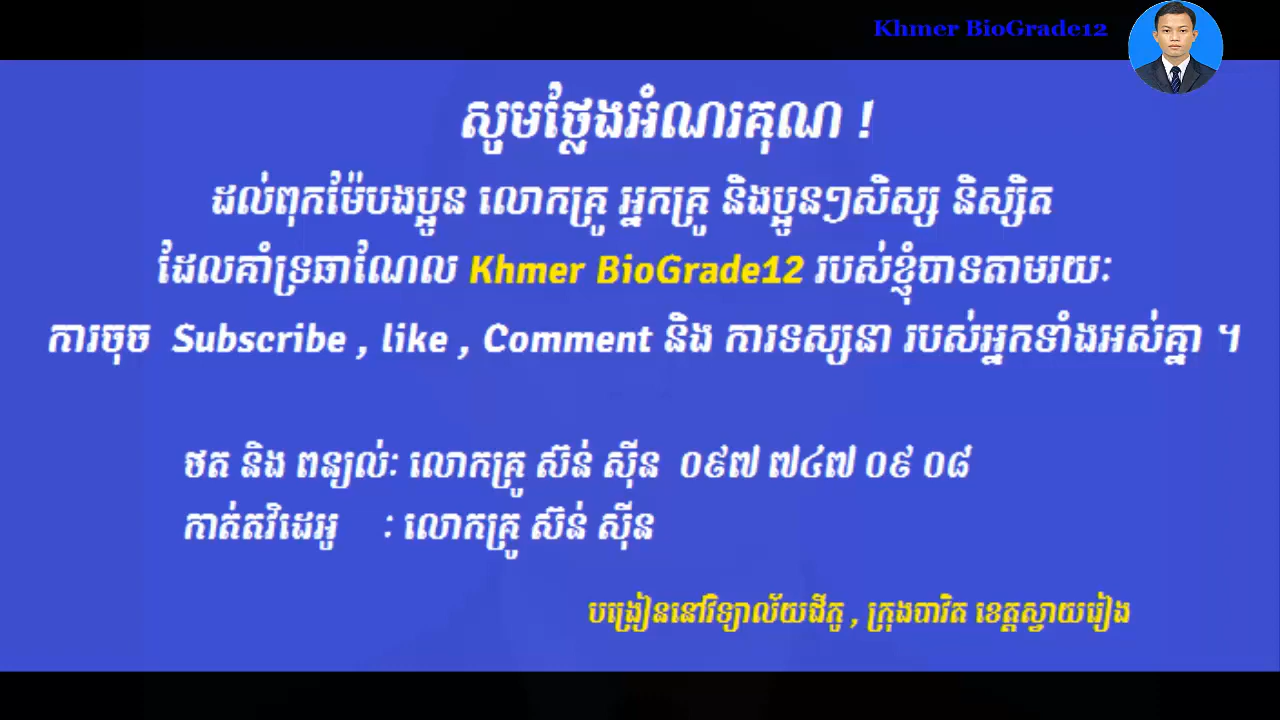 Khmer BioGrade12
សូមថ្លែងអំណរគុណ !
ដល់ពុកម៉ែបងប្អូន លោកគ្រូ អ្នកគ្រូ និងប្អូនៗសិស្ស និស្សិត
ដែលគាំទ្រឆាណែល Khmer BioGrade12 របស់ខ្ញុំបាទតាមរយៈ
ការចុច Subscribe , like , Comment និង ការទស្សនា របស់អ្នកទាំងអស់គ្នា ។
ថត និង ពន្យល់ៈ លោកគ្រូ ស៊ន់ ស៊ីន ០៩៧ ៧៤៧ ០៩ ០៨
កាត់តវិដេអូ ៈ លោកគ្រូ ស៊ន់ ស៊ីន
បង្រៀននៅវិទ្យាល័យជីភូ , ក្រុងបាវិត ខេត្តស្វាយរៀង